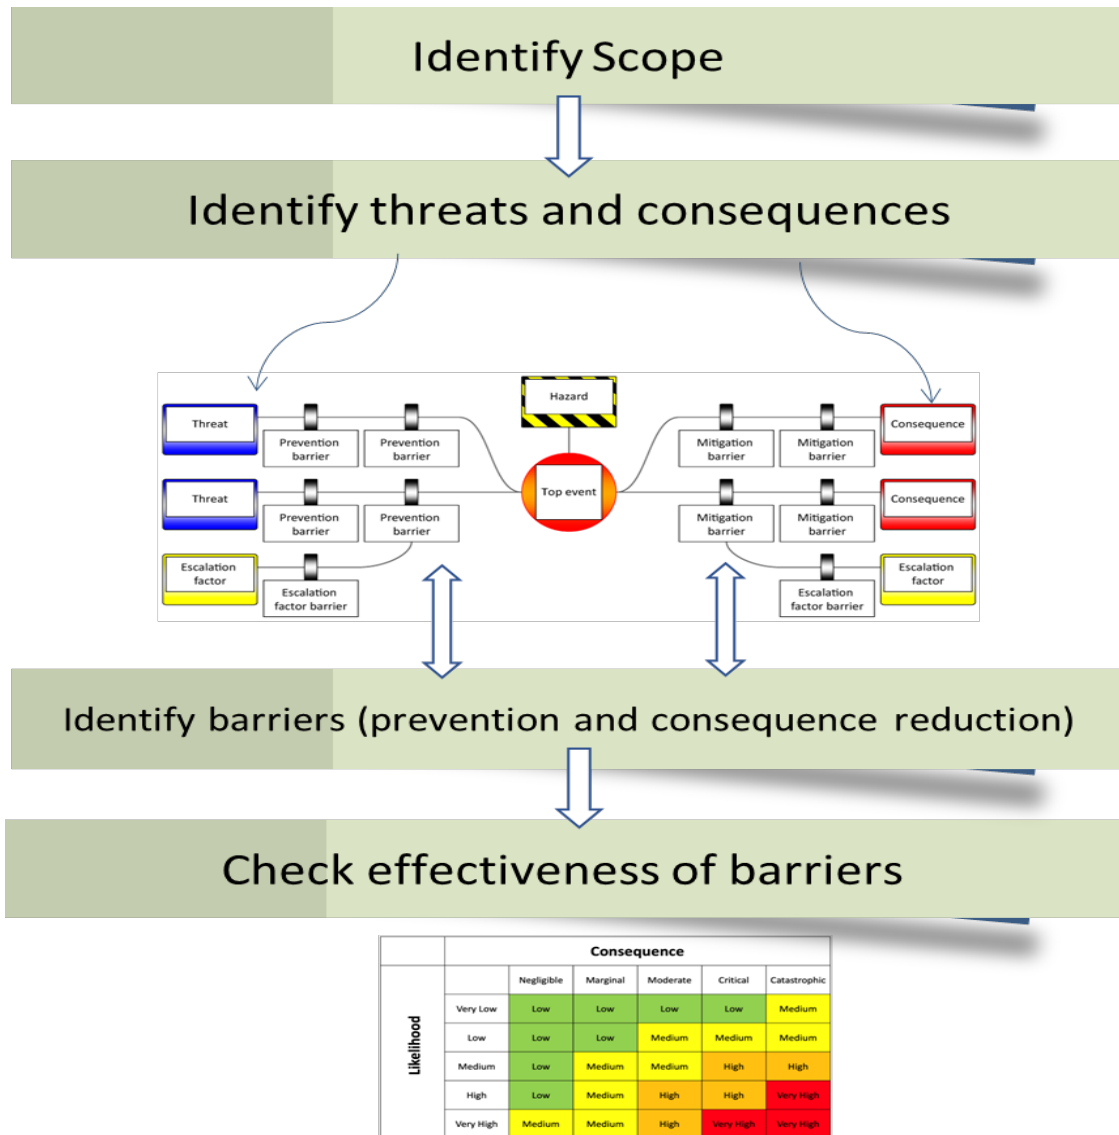 Identify Scope
Identify threats and consequences
Hazard
Threat
Prevention
barrier
Prevention
barrier
Mitigation
barrier
Mitigation
barrier
Consequence
Top event
Threat
Prevention
barrier
Prevention
barrier
Mitigation
barrier
Mitigation
barrier
Consequence
Escalation
factor
Escalation
factor barrier
Escalation
factor barrier
Escalation
factor
Identify barriers (prevention and consequence reduction)
Check effectiveness of barriers
Consequence
Negligible Marginal Moderate Critical Catastrophic
Likelihood
Very Low Low Low Low Low Medium
Low Low Low Medium Medium Medium
Medium Low Medium Medium High High
High Low Medium High High Very High
Very High Medium Medium High Very High Very High